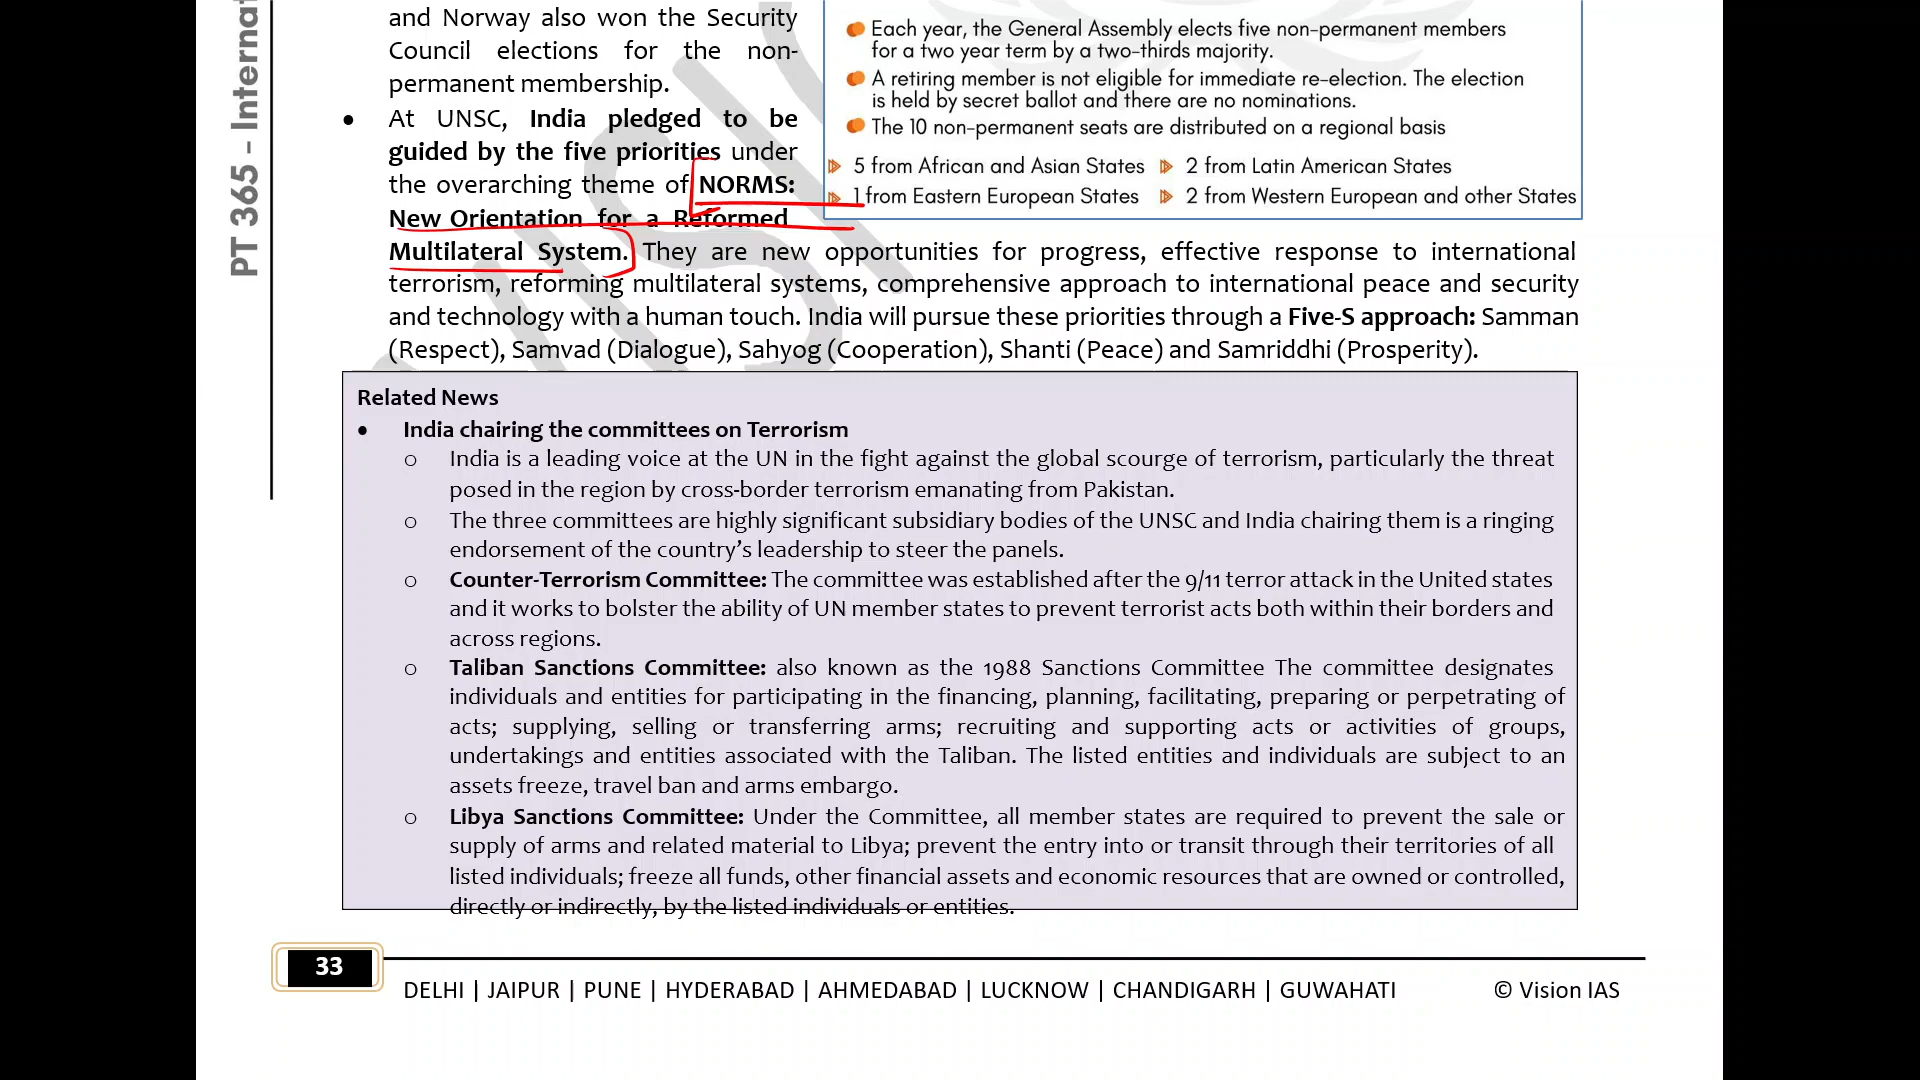 PT 365 - Internat
and Norway also won the Security
Council elections for the non-
permanent membership.
• At UNSC, India pledged to be
guided by the five priorities under
the overarching theme of NORMS:
New Orientation for a Reformed
Multilateral System. They are new opportunities for progress, effective response to international
terrorism, reforming multilateral systems, comprehensive approach to international peace and security
and technology with a human touch. India will pursue these priorities through a Five-S approach: Samman
(Respect), Samvad (Dialogue), Sahyog (Cooperation), Shanti (Peace) and Samriddhi (Prosperity).
Each year, the General Assembly elects five non-permanent members
for a two year term by a two-thirds majority.
A retiring member is not eligible for immediate re-election. The election
is held by secret ballot and there are no nominations.
The 10 non-permanent seats are distributed on a regional basis
5 from African and Asian States 2 from Latin American States
1 from Eastern European States 2 from Western European and other States
Related News
• India chairing the committees on Terrorism
o India is a leading voice at the UN in the fight against the global scourge of terrorism, particularly the threat
posed in the region by cross-border terrorism emanating from Pakistan.
o The three committees are highly significant subsidiary bodies of the UNSC and India chairing them is a ringing
endorsement of the country's leadership to steer the panels.
o Counter-Terrorism Committee: The committee was established after the 9/11 terror attack in the United states
and it works to bolster the ability of UN member states to prevent terrorist acts both within their borders and
across regions.
o Taliban Sanctions Committee: also known as the 1988 Sanctions Committee The committee designates
individuals and entities for participating in the financing, planning, facilitating, preparing or perpetrating of
acts; supplying, selling or transferring arms; recruiting and supporting acts or activities of groups,
undertakings and entities associated with the Taliban. The listed entities and individuals are subject to an
assets freeze, travel ban and arms embargo.
o Libya Sanctions Committee: Under the Committee, all member states are required to prevent the sale or
supply of arms and related material to Libya; prevent the entry into or transit through their territories of all
listed individuals; freeze all funds, other financial assets and economic resources that are owned or controlled,
directly or indirectly, by the listed individuals or entities.
33
DELHI | JAIPUR | PUNE | HYDERABAD | AHMEDABAD | LUCKNOW | CHANDIGARH | GUWAHATI © Vision IAS